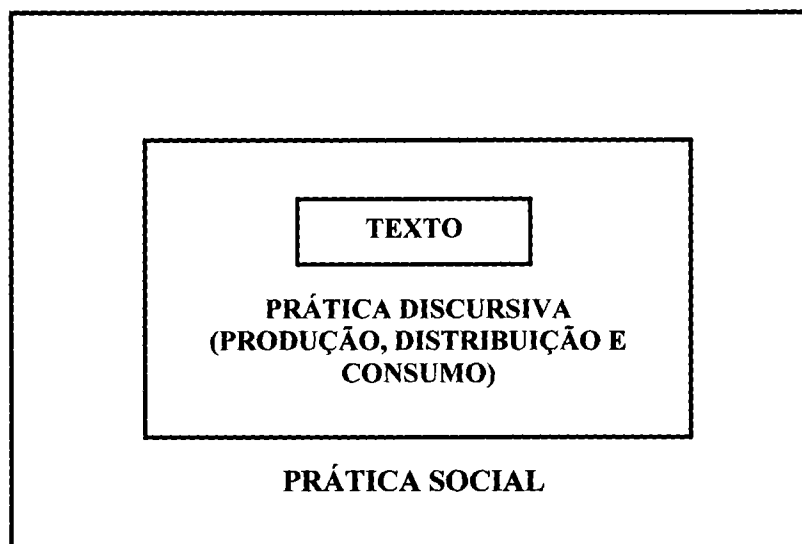 TEXTO
PRÁTICA DISCURSIVA
(PRODUÇÃO, DISTRIBUIÇÃO E
CONSUMO)
PRÁTICA SOCIAL